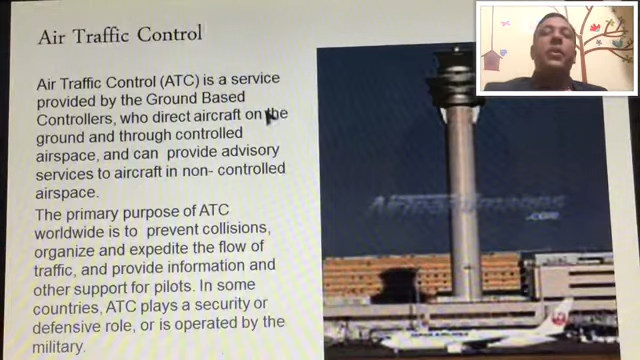 Air Traffic Control
Air Traffic Control (ATC) is a service
provided by the Ground Based
Controllers, who direct aircraft on the
ground and through controlled
airspace, and can provide advisory
services to aircraft in non- controlled
airspace.
The primary purpose of ATC
worldwide is to prevent collisions,
organize and expedite the flow of
traffic, and provide information and
other support for pilots. In some
countries, ATC plays a security or
defensive role, or is operated by the
military.
.com
JAPAN AIRLINES